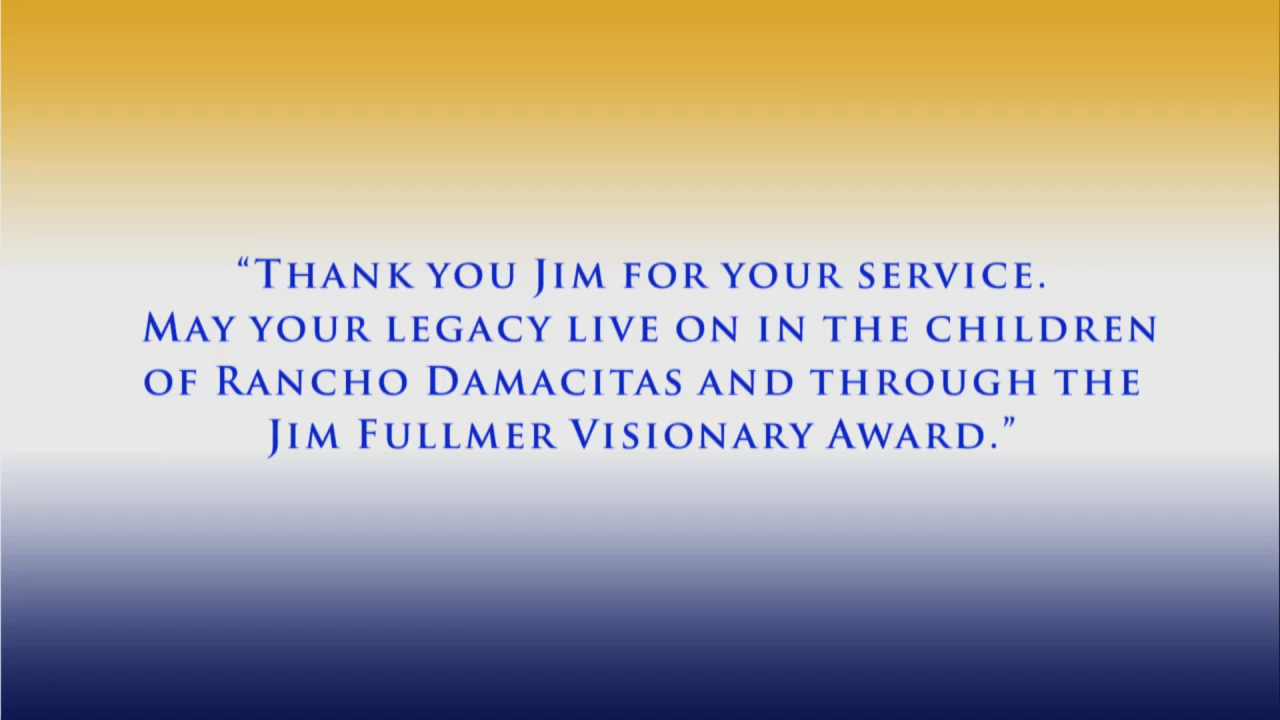 “Thank you Jim for your service.
May your legacy live on in the children
of Rancho Damacitas and through the
Jim Fullmer Visionary Award.”